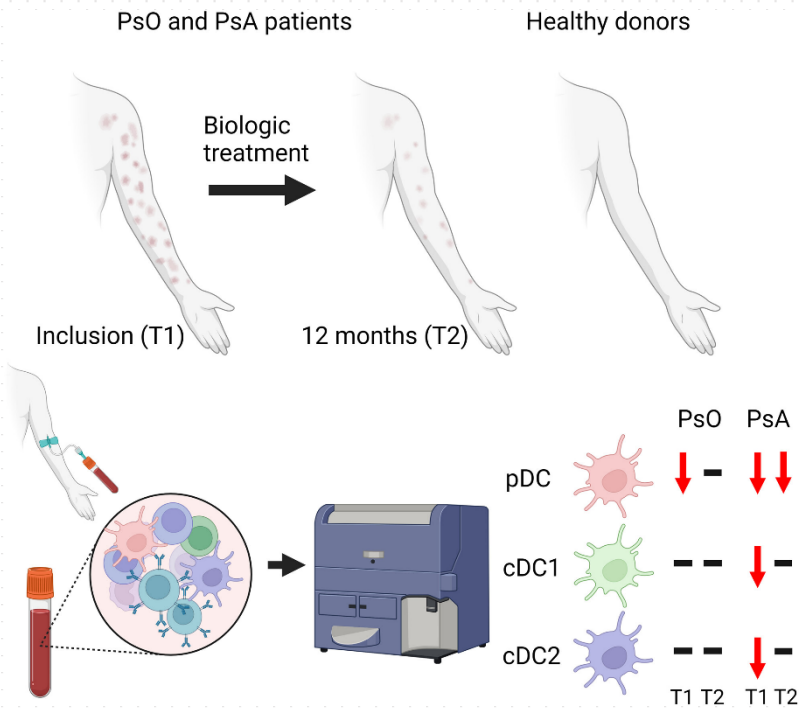 PsO and PsA patients
Healthy donors
Biologic
treatment
Inclusion (T1)
12 months (T2)
PsO PsA
pDC
cDC1
cDC2
T1 T2 T1 T2